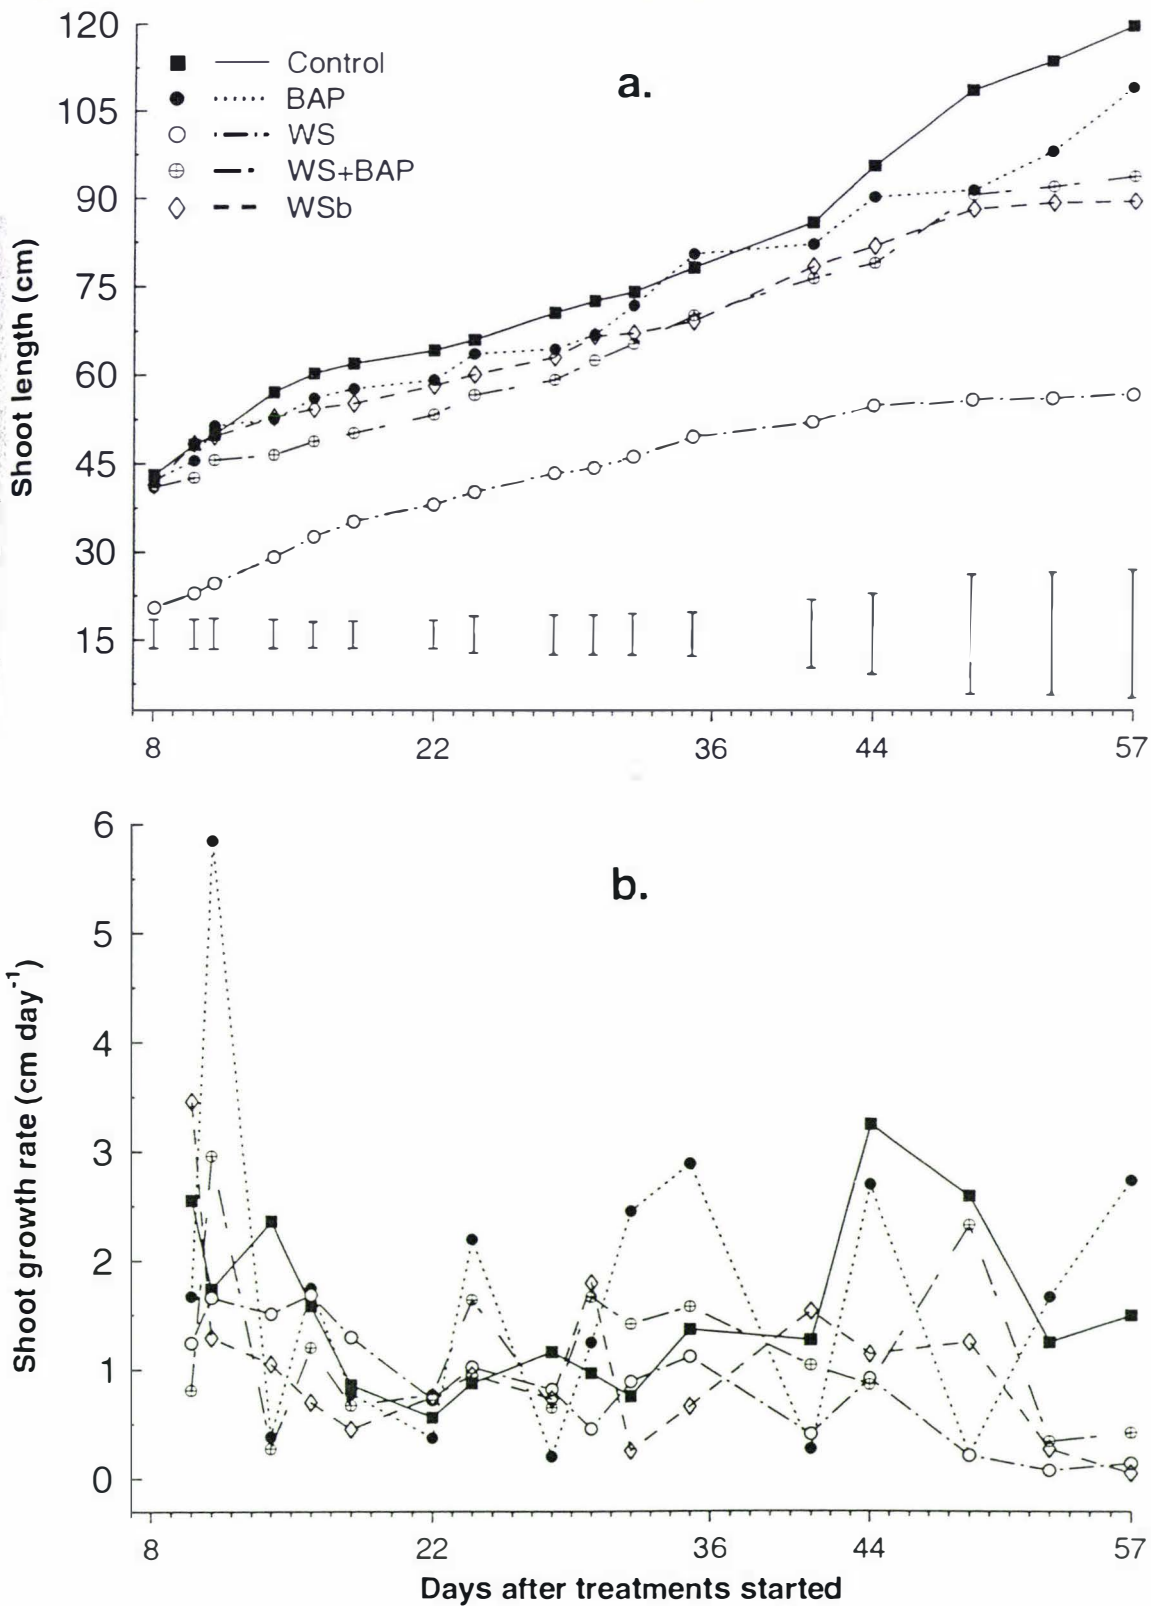 120
105
90
75
60
45
30
15
Shoot length (cm)
a.
Control
BAP
WS
WS+BAP
WSb
8 22 36 44 57
6
5
4
3
2
1
0
Shoot growth rate (cm day⁻¹)
b.
8 22 36 44 57
Days after treatments started